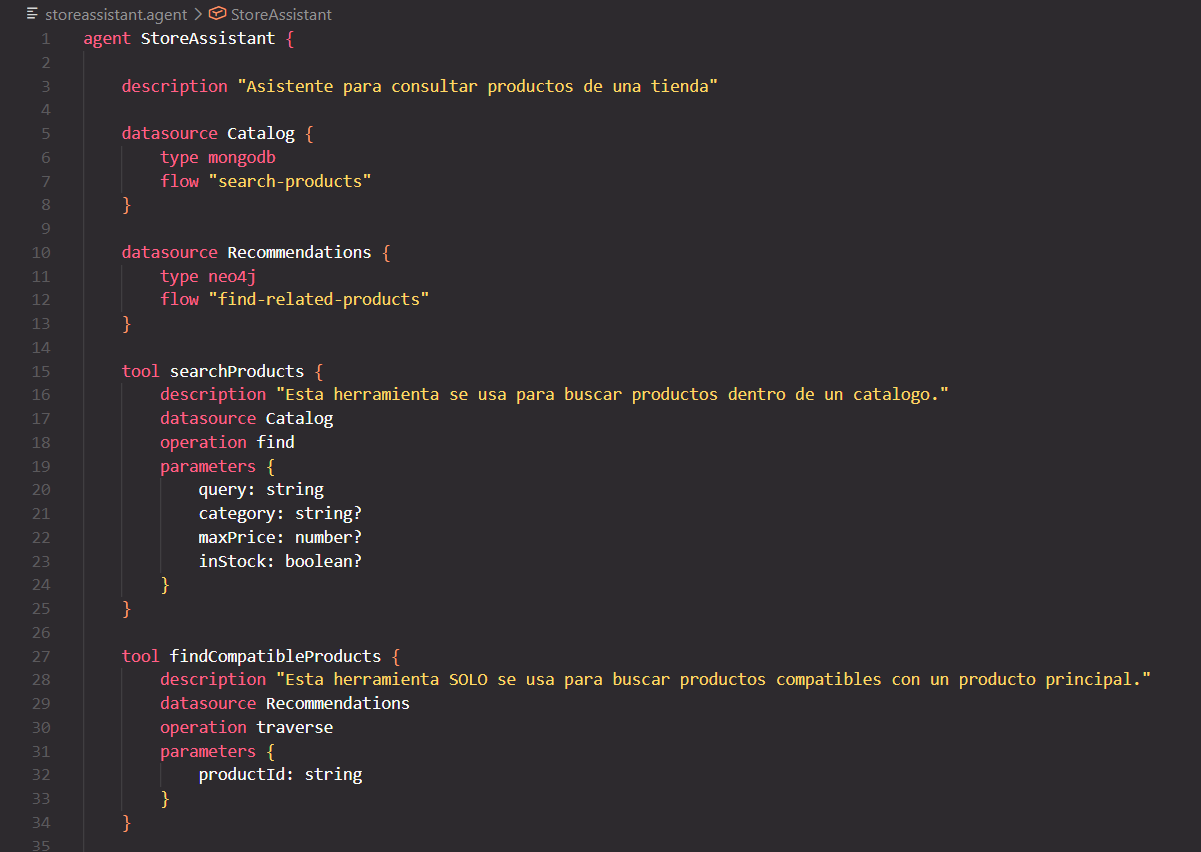 storeassistant.agent > StoreAssistant
1 agent StoreAssistant {
2
3 description "Asistente para consultar productos de una tienda"
4
5 datasource Catalog {
6 type mongodb
7 flow "search-products"
8 }
9
10 datasource Recommendations {
11 type neo4j
12 flow "find-related-products"
13 }
14
15 tool searchProducts {
16 description "Esta herramienta se usa para buscar productos dentro de un catalogo."
17 datasource Catalog
18 operation find
19 parameters {
20 query: string
21 category: string?
22 maxPrice: number?
23 inStock: boolean?
24 }
25 }
26
27 tool findCompatibleProducts {
28 description "Esta herramienta SOLO se usa para buscar productos compatibles con un producto principal."
29 datasource Recommendations
30 operation traverse
31 parameters {
32 productId: string
33 }
34 }
35